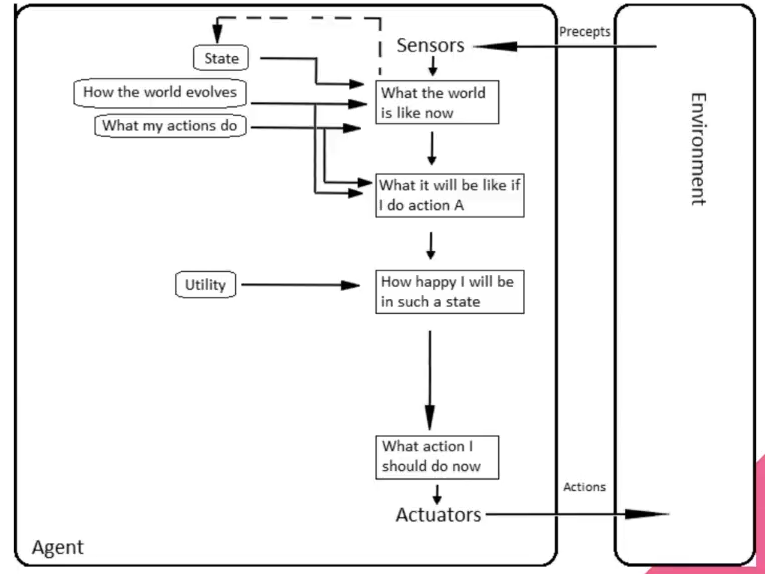 Precepts
Sensors
State
How the world evolves
What the world
is like now
What my actions do
What it will be like if
I do action A
Environment
Utility
How happy I will be
in such a state
What action I
should do now
Actions
Actuators
Agent